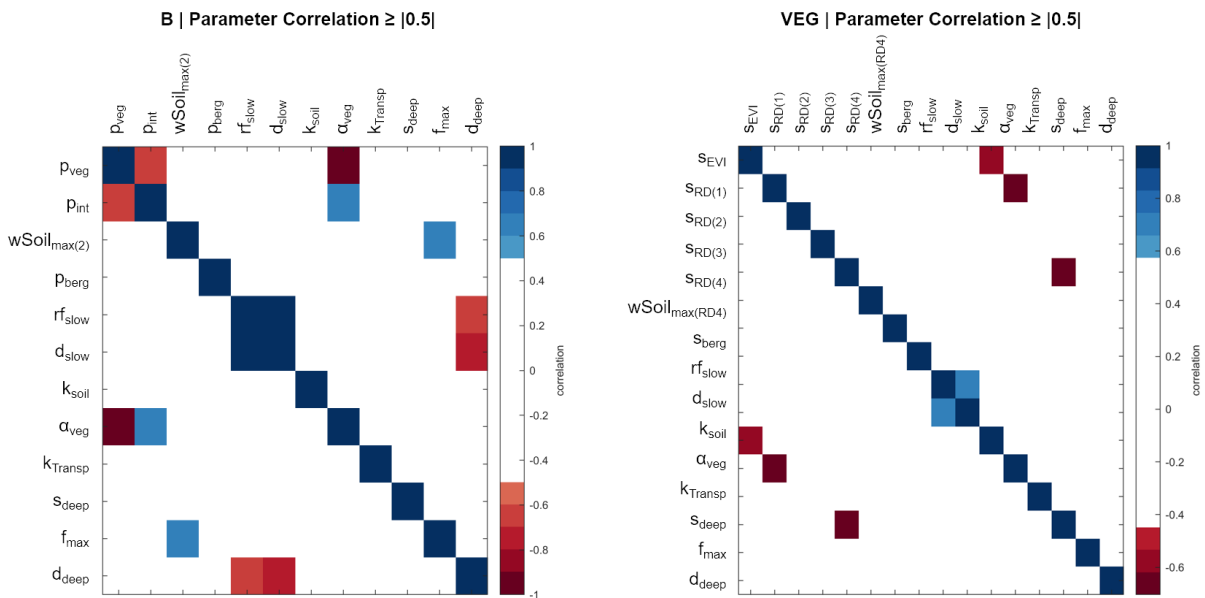 B | Parameter Correlation ≥ |0.5|
p_veg p_int wSoil_max(2) p_berg rf_slow d_slow k_soil α_veg k_Transp s_deep f_max d_deep
p_veg
p_int
wSoil_max(2)
p_berg
rf_slow
d_slow
k_soil
α_veg
k_Transp
s_deep
f_max
d_deep
1
0.8
0.6
0.4
0.2
0
-0.2
-0.4
-0.6
-0.8
-1
correlation
VEG | Parameter Correlation ≥ |0.5|
s_EVI s_RD(1) s_RD(2) s_RD(3) s_RD(4) wSoil_max(RD4) s_berg rf_slow d_slow k_soil α_veg k_Transp s_deep f_max d_deep
s_EVI
s_RD(1)
s_RD(2)
s_RD(3)
s_RD(4)
wSoil_max(RD4)
s_berg
rf_slow
d_slow
k_soil
α_veg
k_Transp
s_deep
f_max
d_deep
1
0.8
0.6
0.4
0.2
0
-0.2
-0.4
-0.6
correlation